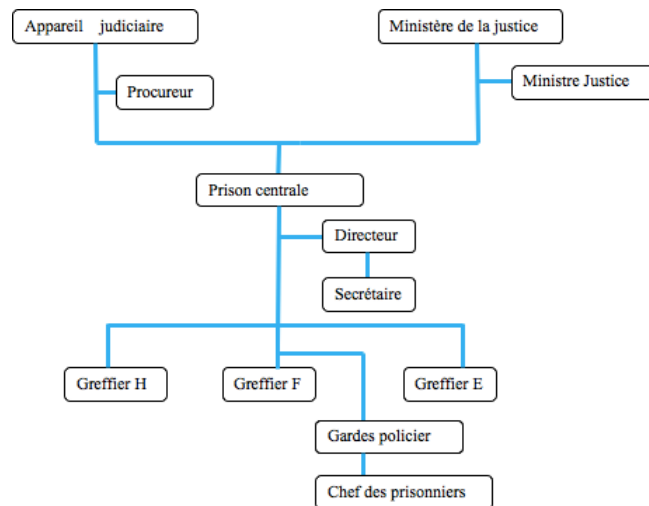 Appareil judiciaire
Ministère de la justice
Procureur
Ministre Justice
Prison centrale
Directeur
Secrétaire
Greffier H
Greffier F
Greffier E
Gardes policier
Chef des prisonniers